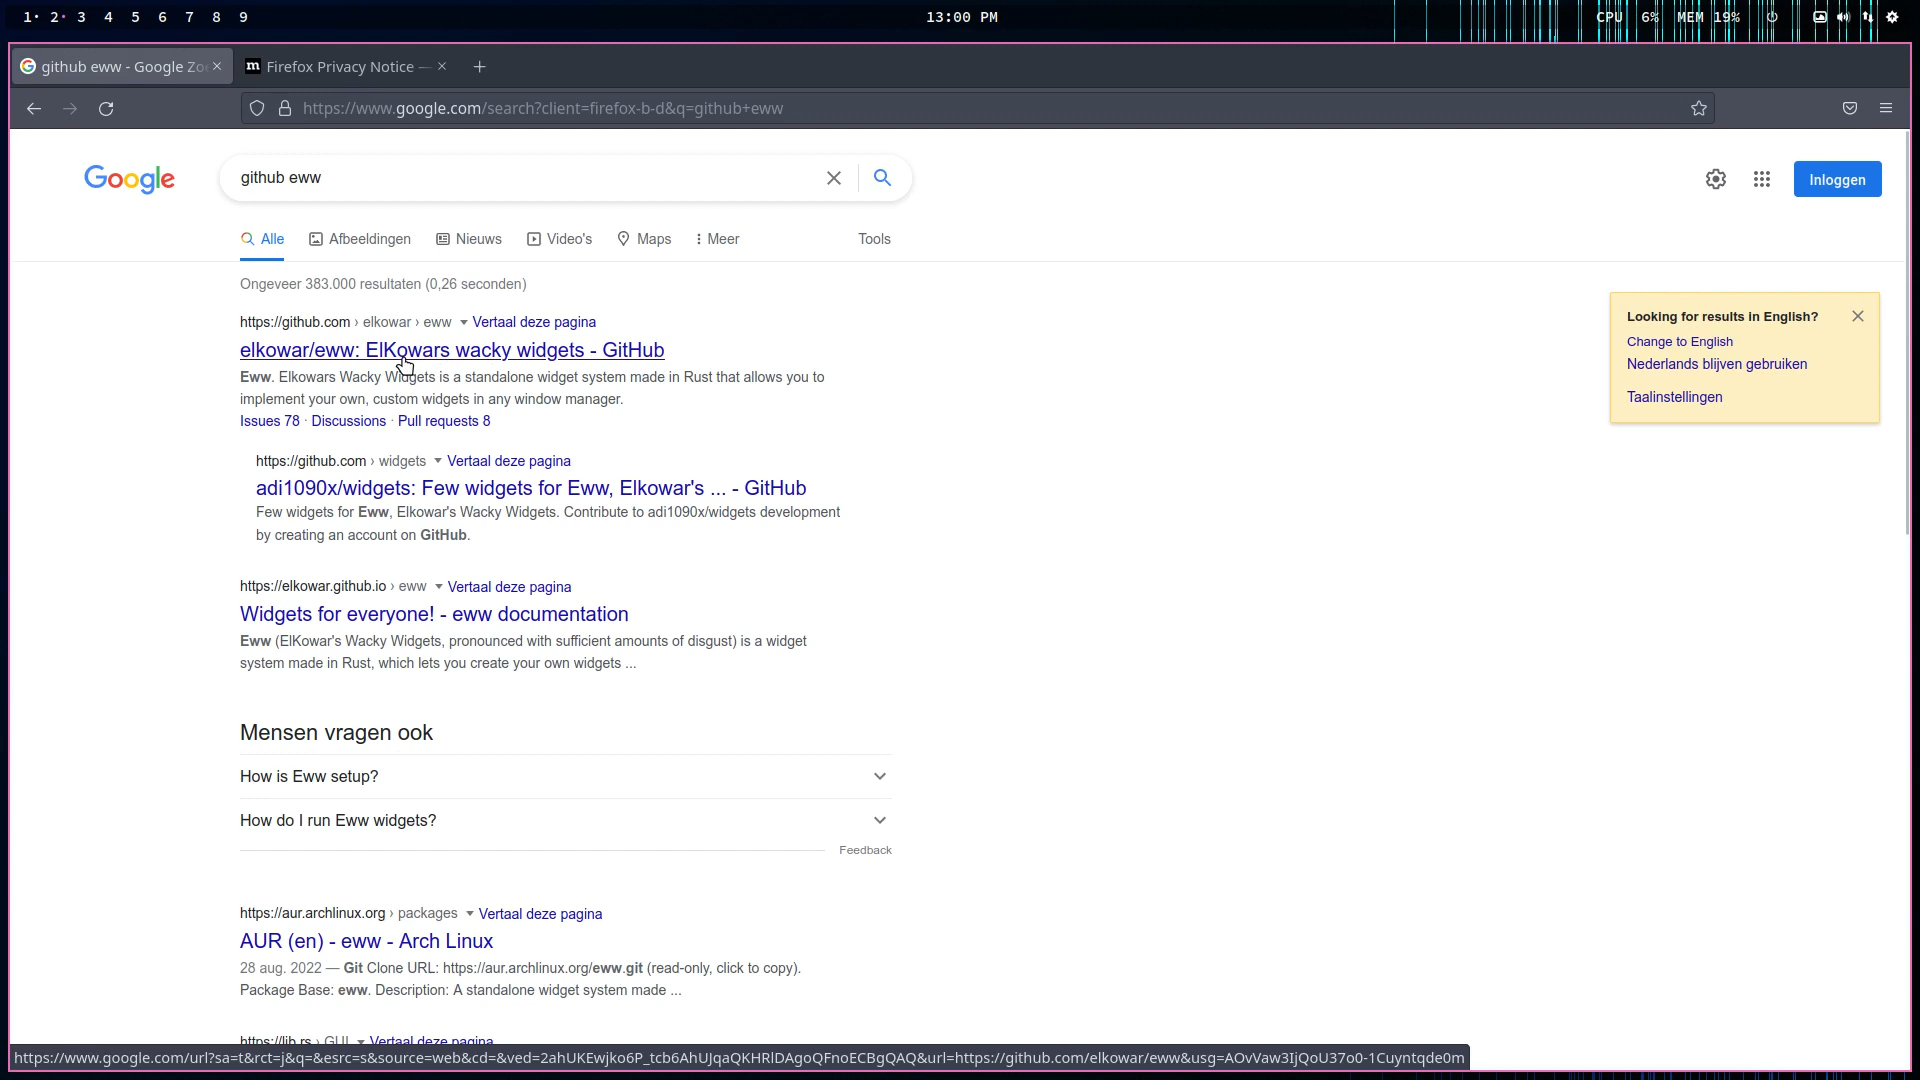 1 2 3 4 5 6 7 8 9
13:00 PM
CPU 6% MEM 19%
github eww - Google Zoe
Firefox Privacy Notice —
https://www.google.com/search?client=firefox-b-d&q=github+eww
Google
github eww
Inloggen
Alle Afbeeldingen Nieuws Video's Maps Meer Tools
Ongeveer 383.000 resultaten (0,26 seconden)
https://github.com › elkowar › eww Vertaal deze pagina
elkowar/eww: ElKowars wacky widgets - GitHub
Eww. Elkowars Wacky Widgets is a standalone widget system made in Rust that allows you to
implement your own, custom widgets in any window manager.
Issues 78 · Discussions · Pull requests 8
https://github.com › widgets Vertaal deze pagina
adi1090x/widgets: Few widgets for Eww, Elkowar's ... - GitHub
Few widgets for Eww, Elkowar's Wacky Widgets. Contribute to adi1090x/widgets development
by creating an account on GitHub.
https://elkowar.github.io › eww Vertaal deze pagina
Widgets for everyone! - eww documentation
Eww (ElKowar's Wacky Widgets, pronounced with sufficient amounts of disgust) is a widget
system made in Rust, which lets you create your own widgets ...
Mensen vragen ook
How is Eww setup?
How do I run Eww widgets?
Feedback
https://aur.archlinux.org › packages Vertaal deze pagina
AUR (en) - eww - Arch Linux
28 aug. 2022 — Git Clone URL: https://aur.archlinux.org/eww.git (read-only, click to copy).
Package Base: eww. Description: A standalone widget system made ...
https://lib.rs › GUI Vertaal deze pagina
Looking for results in English?
Change to English
Nederlands blijven gebruiken
Taalinstellingen
https://www.google.com/url?sa=t&rct=j&q=&esrc=s&source=web&cd=&ved=2ahUKEwjko6P_tcb6AhUJqaQKHRlDAgoQFnoECBgQAQ&url=https://github.com/elkowar/eww&usg=AOvVaw3IjQoU37o0-1Cuyntqde0m